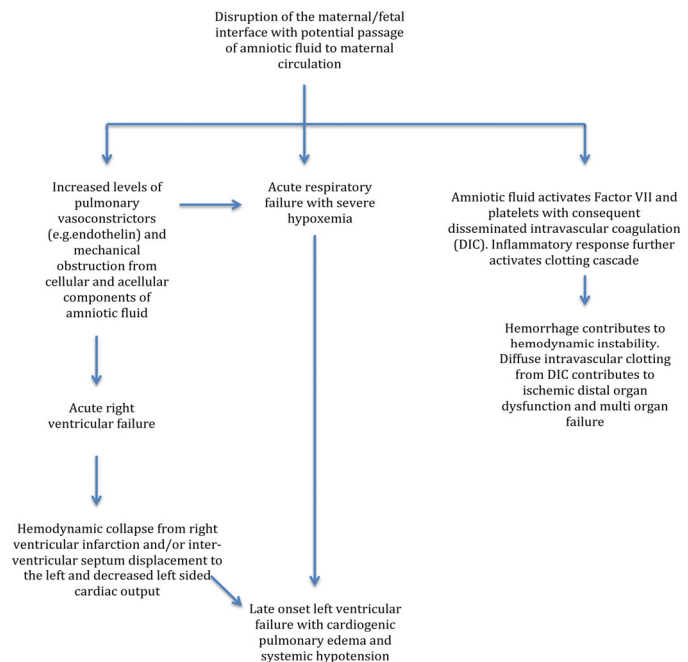 Disruption of the maternal/fetal
interface with potential passage
of amniotic fluid to maternal
circulation
Increased levels of
pulmonary
vasoconstrictors
(e.g.endothelin) and
mechanical
obstruction from
cellular and acellular
components of
amniotic fluid
Acute respiratory
failure with severe
hypoxemia
Amniotic fluid activates Factor VII and
platelets with consequent
disseminated intravascular coagulation
(DIC). Inflammatory response further
activates clotting cascade
Hemorrhage contributes to
hemodynamic instability.
Diffuse intravascular clotting
from DIC contributes to
ischemic distal organ
dysfunction and multi organ
failure
Acute right
ventricular failure
Hemodynamic collapse from right
ventricular infarction and/or inter-
ventricular septum displacement to
the left and decreased left sided
cardiac output
Late onset left ventricular
failure with cardiogenic
pulmonary edema and
systemic hypotension